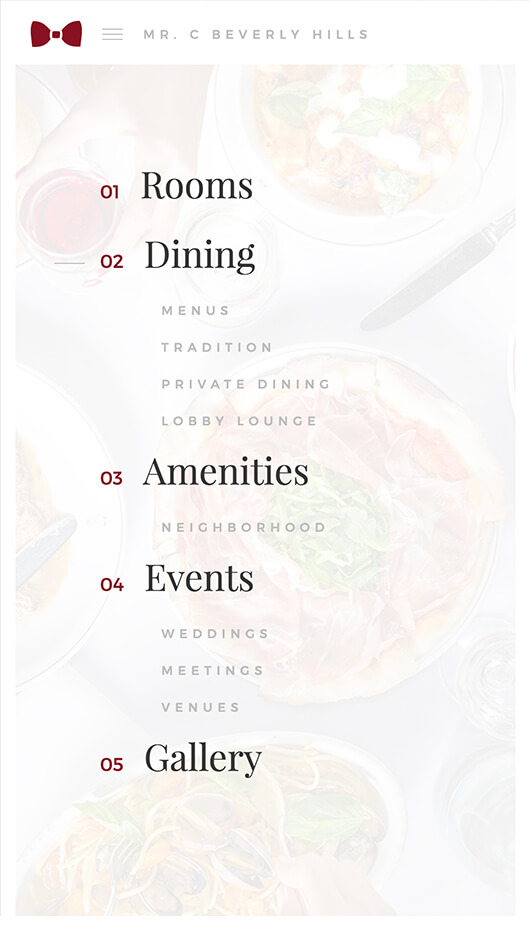 MR. C BEVERLY HILLS
01 Rooms
02 Dining
MENUS
TRADITION
PRIVATE DINING
LOBBY LOUNGE
03 Amenities
NEIGHBORHOOD
04 Events
WEDDINGS
MEETINGS
VENUES
05 Gallery